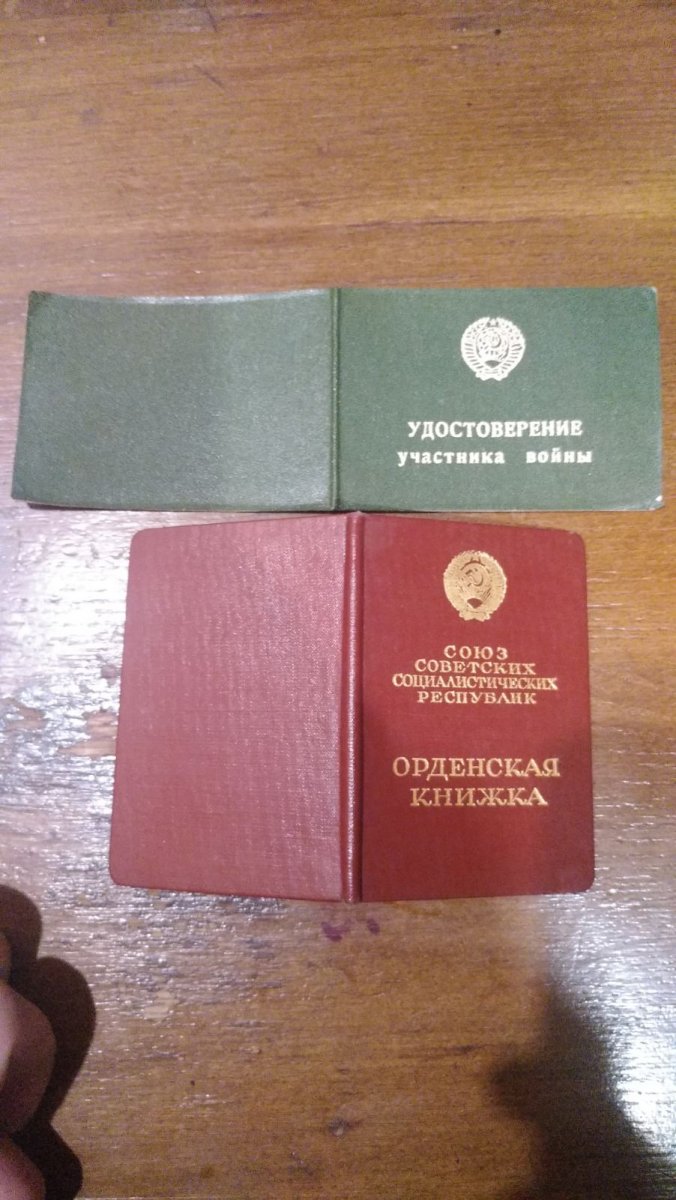 УДОСТОВЕРЕНИЕ
участника войны
СОЮЗ
СОВЕТСКИХ
СОЦИАЛИСТИЧЕСКИХ
РЕСПУБЛИК
ОРДЕНСКАЯ
КНИЖКА